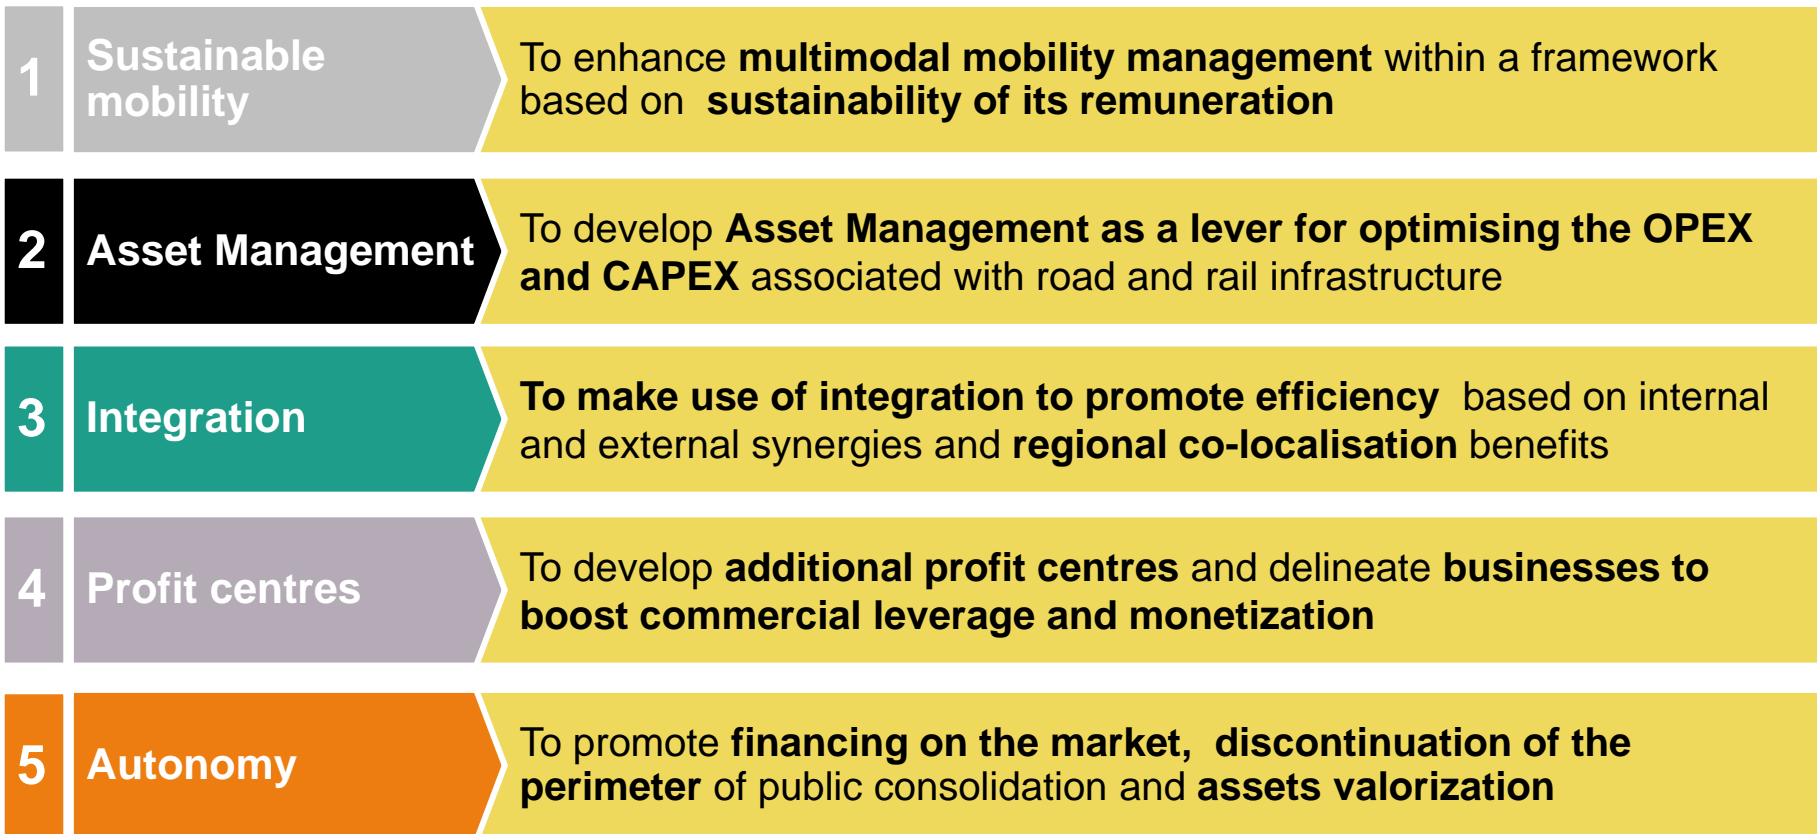 1
Sustainable
mobility
To enhance multimodal mobility management within a framework
based on sustainability of its remuneration
2
Asset Management
To develop Asset Management as a lever for optimising the OPEX
and CAPEX associated with road and rail infrastructure
3
Integration
To make use of integration to promote efficiency based on internal
and external synergies and regional co-localisation benefits
4
Profit centres
To develop additional profit centres and delineate businesses to
boost commercial leverage and monetization
5
Autonomy
To promote financing on the market, discontinuation of the
perimeter of public consolidation and assets valorization